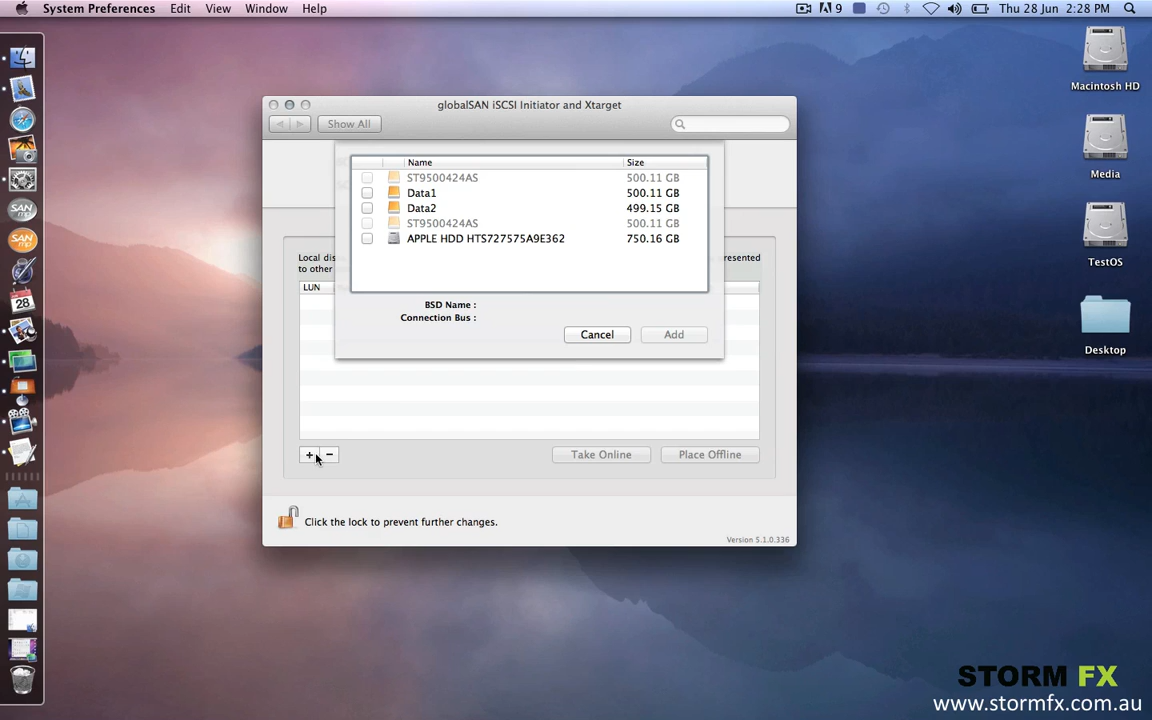 System Preferences Edit View Window Help
9 Thu 28 Jun 2:28 PM
globalSAN iSCSI Initiator and Xtarget
Show All
Name Size
ST9500424AS 500.11 GB
Data1 500.11 GB
Data2 499.15 GB
ST9500424AS 500.11 GB
APPLE HDD HTS727575A9E362 750.16 GB
Local dis
resented
to other
LUN
BSD Name :
Connection Bus :
Cancel Add
+ −
Take Online Place Offline
Click the lock to prevent further changes.
Version 5.1.0.336
Macintosh HD
Media
TestOS
Desktop
SAN
SAN
mp
28
STORM FX
www.stormfx.com.au